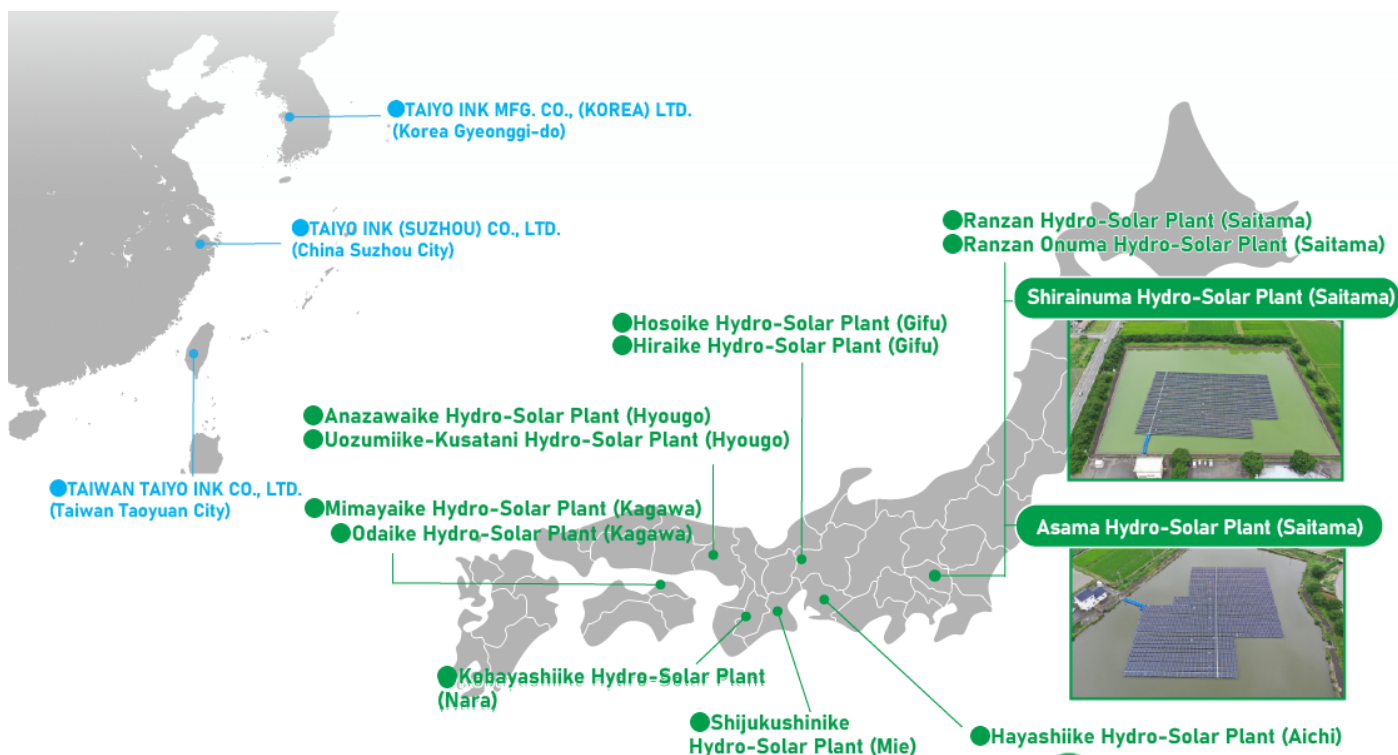 ●TAIYO INK MFG. CO., (KOREA) LTD.
(Korea Gyeonggi-do)
●TAIYO INK (SUZHOU) CO., LTD.
(China Suzhou City)
●TAIWAN TAIYO INK CO., LTD.
(Taiwan Taoyuan City)
●Ranzan Hydro-Solar Plant (Saitama)
●Ranzan Onuma Hydro-Solar Plant (Saitama)
Shirainuma Hydro-Solar Plant (Saitama)
●Hosoike Hydro-Solar Plant (Gifu)
●Hiraike Hydro-Solar Plant (Gifu)
●Anazawaike Hydro-Solar Plant (Hyougo)
●Uozumiike-Kusatani Hydro-Solar Plant (Hyougo)
●Mimayaike Hydro-Solar Plant (Kagawa)
●Odaike Hydro-Solar Plant (Kagawa)
Asama Hydro-Solar Plant (Saitama)
●Kobayashiike Hydro-Solar Plant
(Nara)
●Shijukushinike
Hydro-Solar Plant (Mie)
●Hayashiike Hydro-Solar Plant (Aichi)